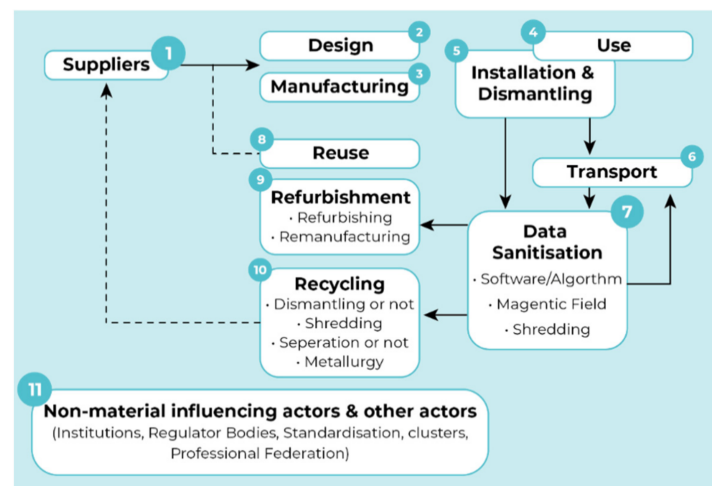 1
Suppliers
2
Design
3
Manufacturing
4
Use
5
Installation &
Dismantling
6
Transport
7
Data
Sanitisation
· Software/Algorthm
· Magentic Field
· Shredding
8
Reuse
9
Refurbishment
· Refurbishing
· Remanufacturing
10
Recycling
· Dismantling or not
· Shredding
· Seperation or not
· Metallurgy
11
Non-material influencing actors & other actors
(Institutions, Regulator Bodies, Standardisation, clusters,
Professional Federation)